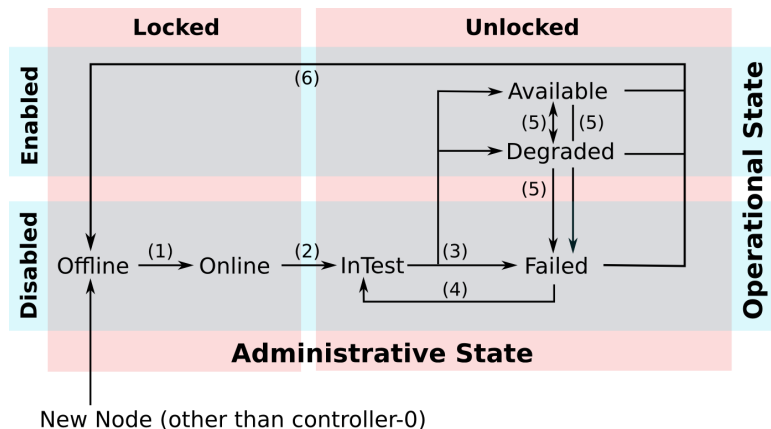 Locked
Unlocked
Enabled
Disabled
Operational State
(6)
Available
(5)
(5)
Degraded
(5)
Offline
(1)
Online
(2)
InTest
(3)
Failed
(4)
Administrative State
New Node (other than controller-0)